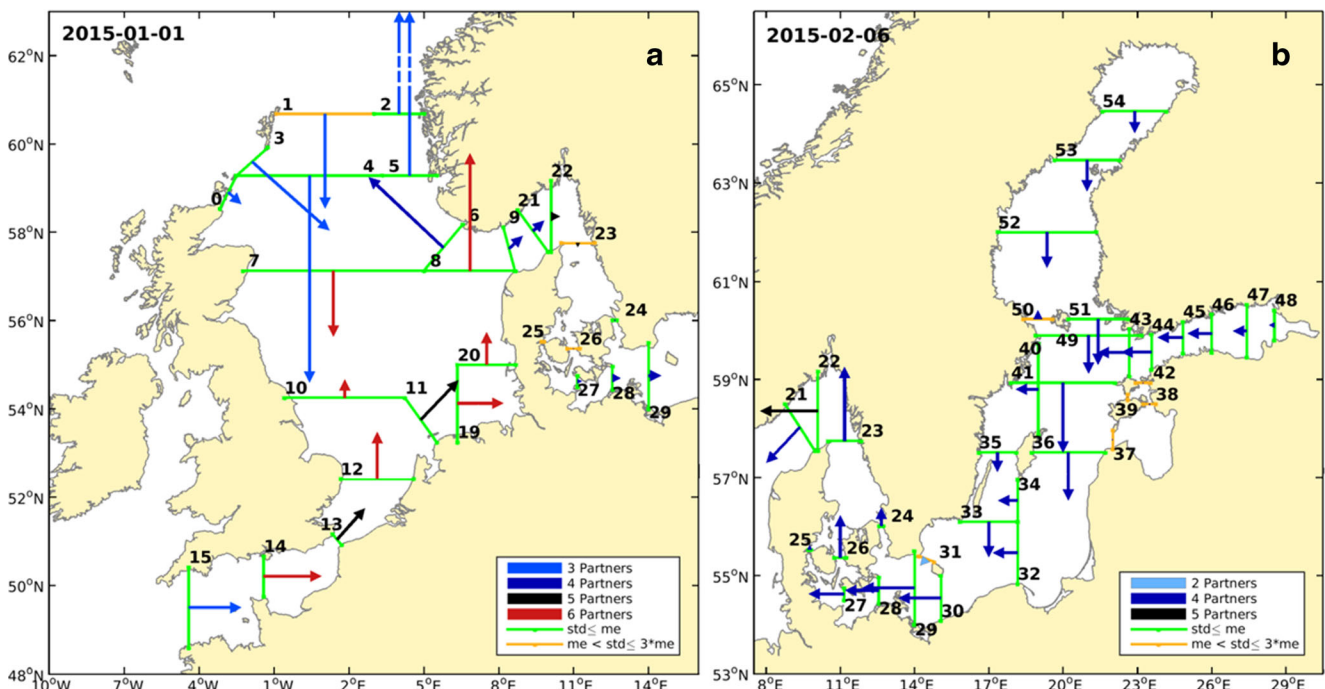 2015-01-01
a
62°N
60°N
58°N
56°N
54°N
52°N
50°N
48°N
10°W
7°W
4°W
1°W
2°E
5°E
8°E
11°E
14°E
1
2
3
4
5
0
6
7
8
9
21
22
23
24
25
26
27
28
29
20
10
11
19
12
13
14
15
3 Partners
4 Partners
5 Partners
6 Partners
std≤ me
me < std≤ 3*me
2015-02-06
b
65°N
63°N
61°N
59°N
57°N
55°N
53°N
8°E
11°E
14°E
17°E
20°E
23°E
26°E
29°E
54
53
52
50
51
43
44
45
46
47
48
49
40
41
42
38
39
22
21
23
35
36
37
34
33
24
25
26
31
32
27
28
30
29
2 Partners
4 Partners
5 Partners
std≤ me
me < std≤ 3*me